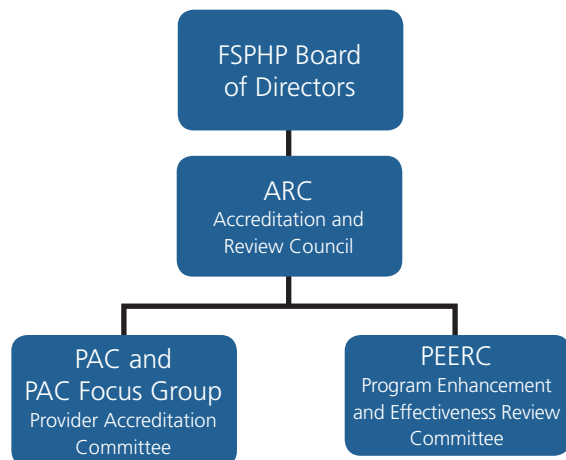 FSPHP Board
of Directors
ARC
Accreditation and
Review Council
PAC and
PAC Focus Group
Provider Accreditation
Committee
PEERC
Program Enhancement
and Effectiveness Review
Committee